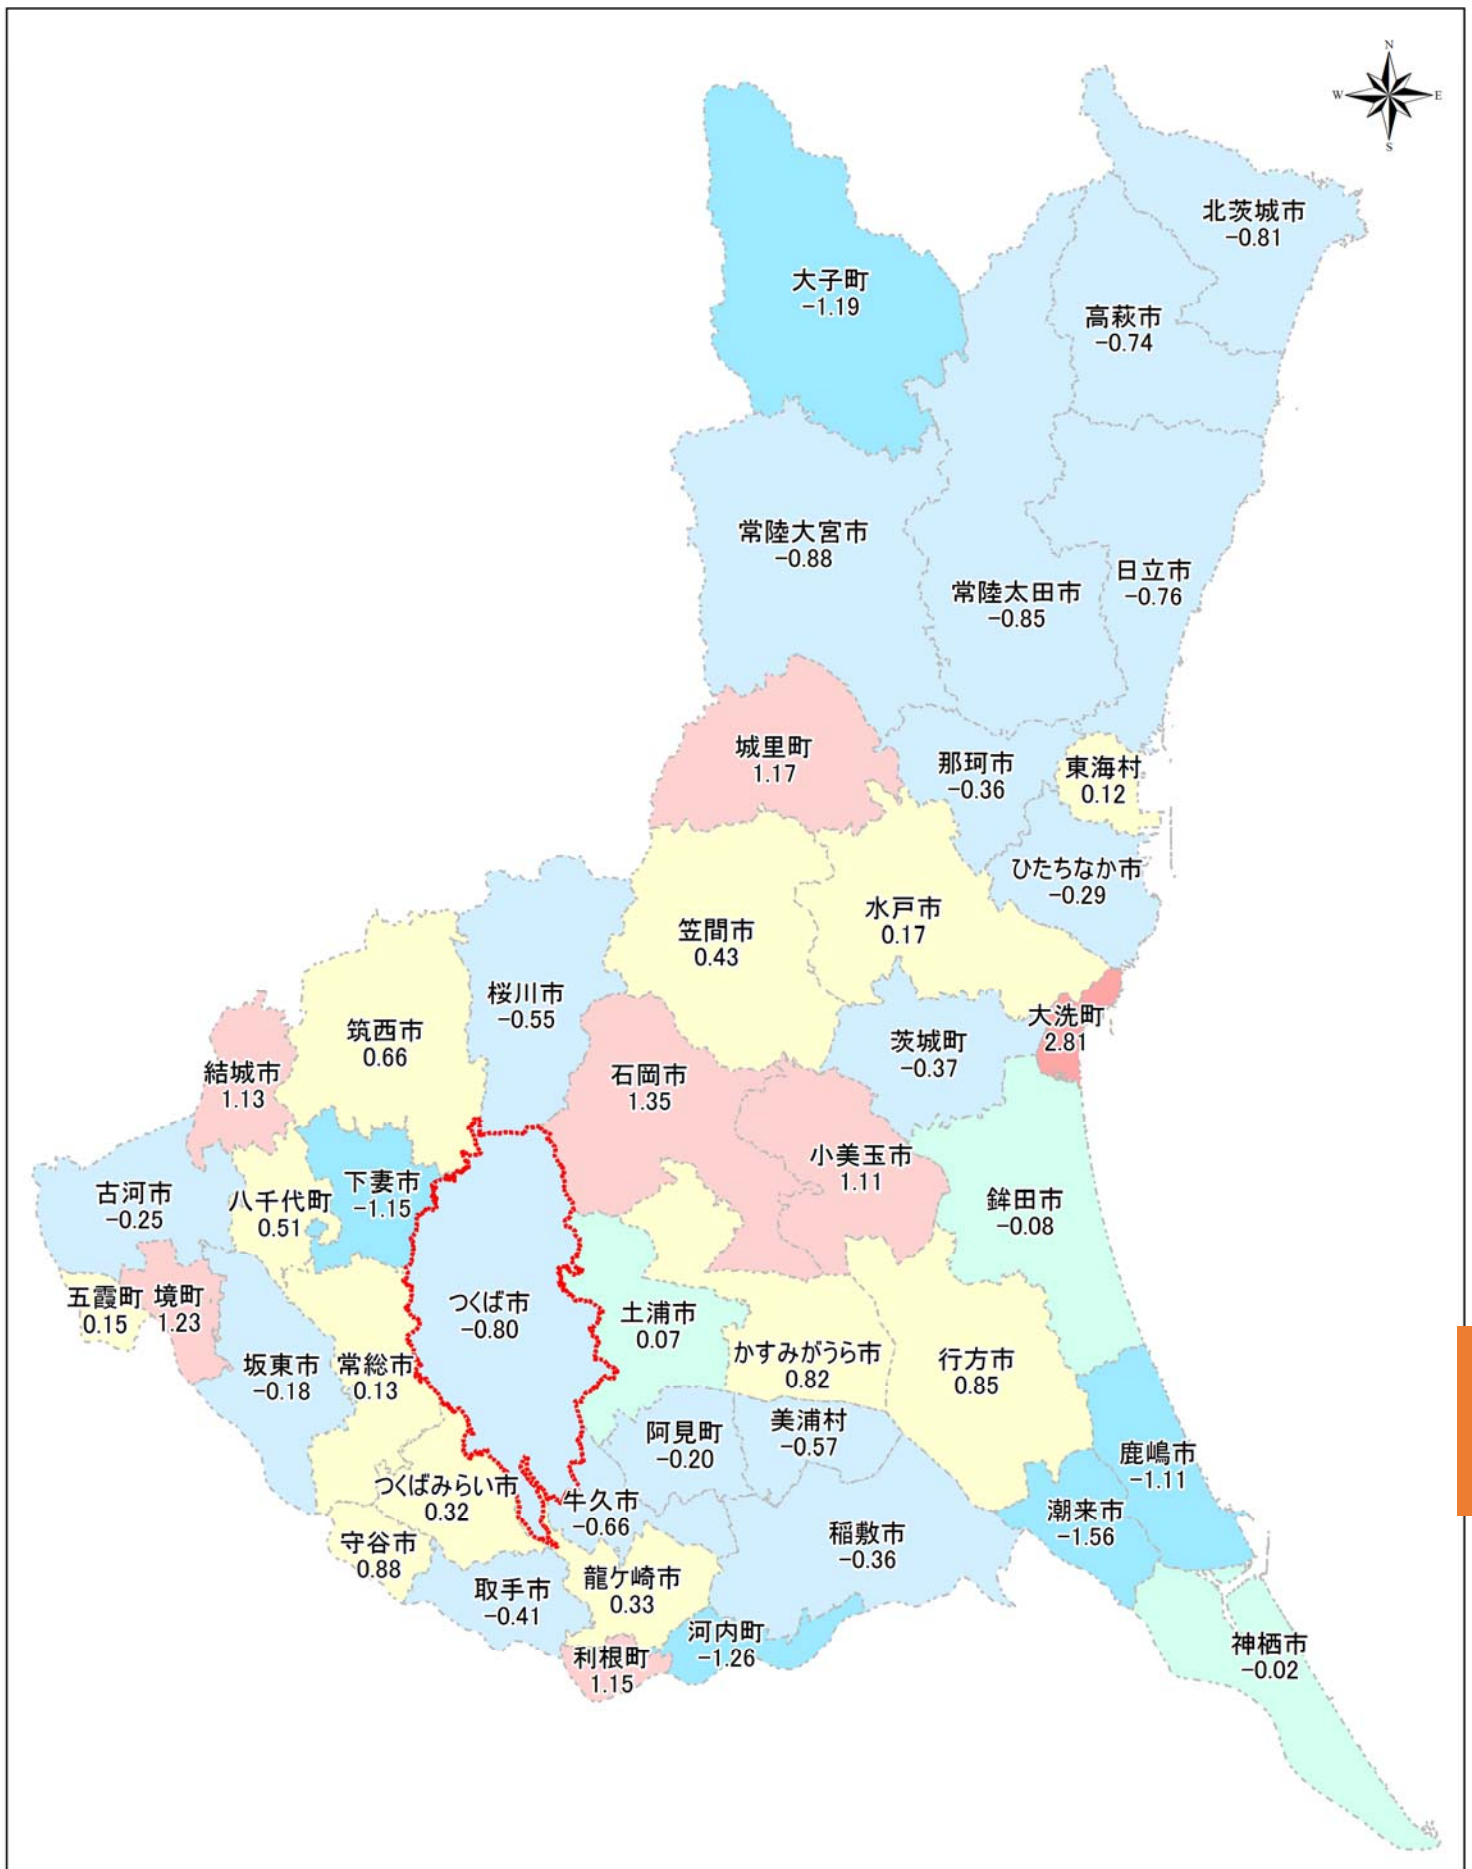 N
W
E
S
北茨城市
-0.81
大子町
-1.19
高萩市
-0.74
常陸大宮市
-0.88
日立市
-0.76
常陸太田市
-0.85
城里町
1.17
那珂市
-0.36
東海村
0.12
ひたちなか市
-0.29
水戸市
0.17
笠間市
0.43
桜川市
-0.55
大洗町
2.81
筑西市
0.66
茨城町
-0.37
結城市
1.13
石岡市
1.35
小美玉市
1.11
下妻市
-1.15
古河市
-0.25
八千代町
0.51
鉾田市
-0.08
五霞町
0.15
境町
1.23
つくば市
-0.80
土浦市
0.07
かすみがうら市
0.82
行方市
0.85
坂東市
-0.18
常総市
0.13
阿見町
-0.20
美浦村
-0.57
鹿嶋市
-1.11
つくばみらい市
0.32
牛久市
-0.66
潮来市
-1.56
稲敷市
-0.36
守谷市
0.88
取手市
-0.41
龍ケ崎市
0.33
河内町
-1.26
利根町
1.15
神栖市
-0.02